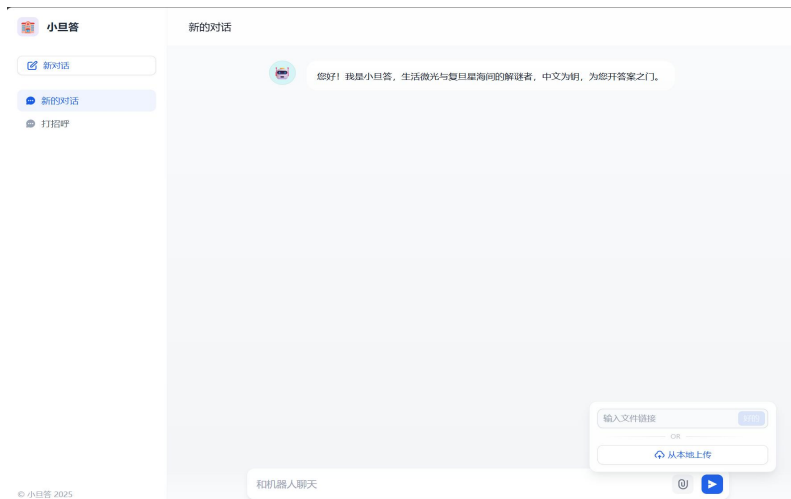 小旦答
新的对话
新对话
您好！我是小旦答，生活微光与复旦星海间的解谜者，中文为钥，为您开答案之门。
新的对话
打招呼
输入文件链接
好的
OR
从本地上传
和机器人聊天
© 小旦答 2025